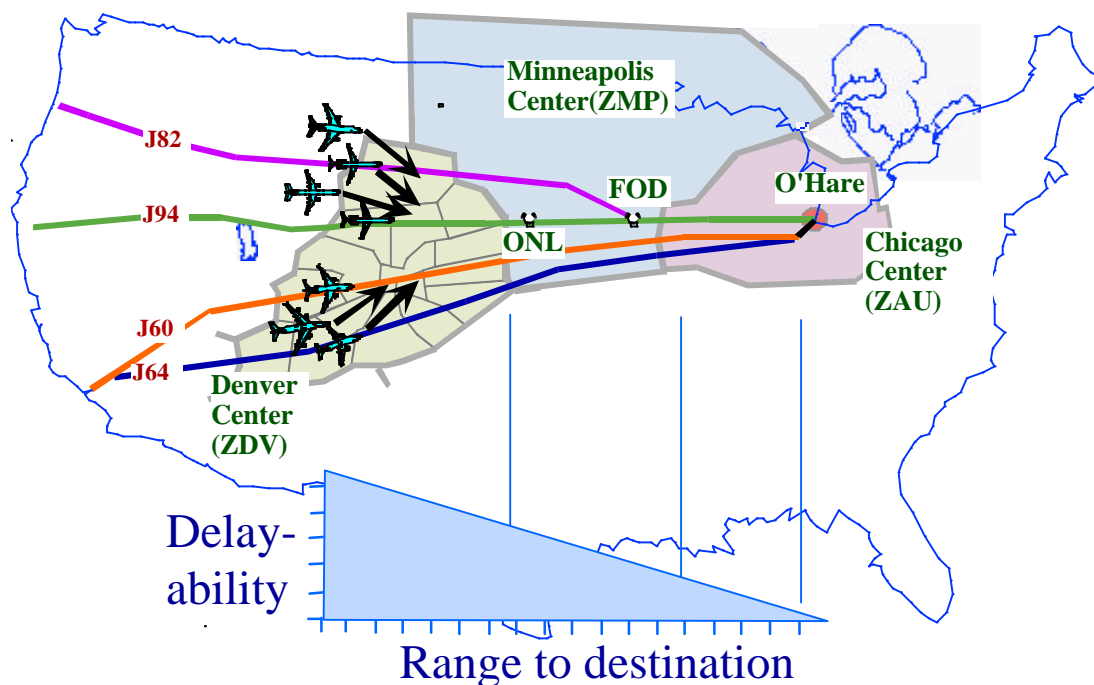 Minneapolis
Center(ZMP)
J82
FOD
O'Hare
J94
ONL
Chicago
Center
(ZAU)
J60
J64
Denver
Center
(ZDV)
Delay-
ability
Range to destination